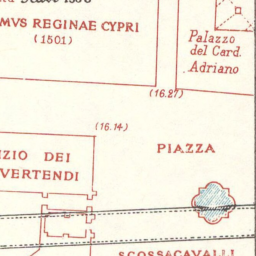 MVS REGINAE CYPRI
(1501)
Palazzo
del Card.
Adriano
(16.27)
(16.14)
PIAZZA
ZIO DEI
VERTENDI
SCOSSACAVALLI